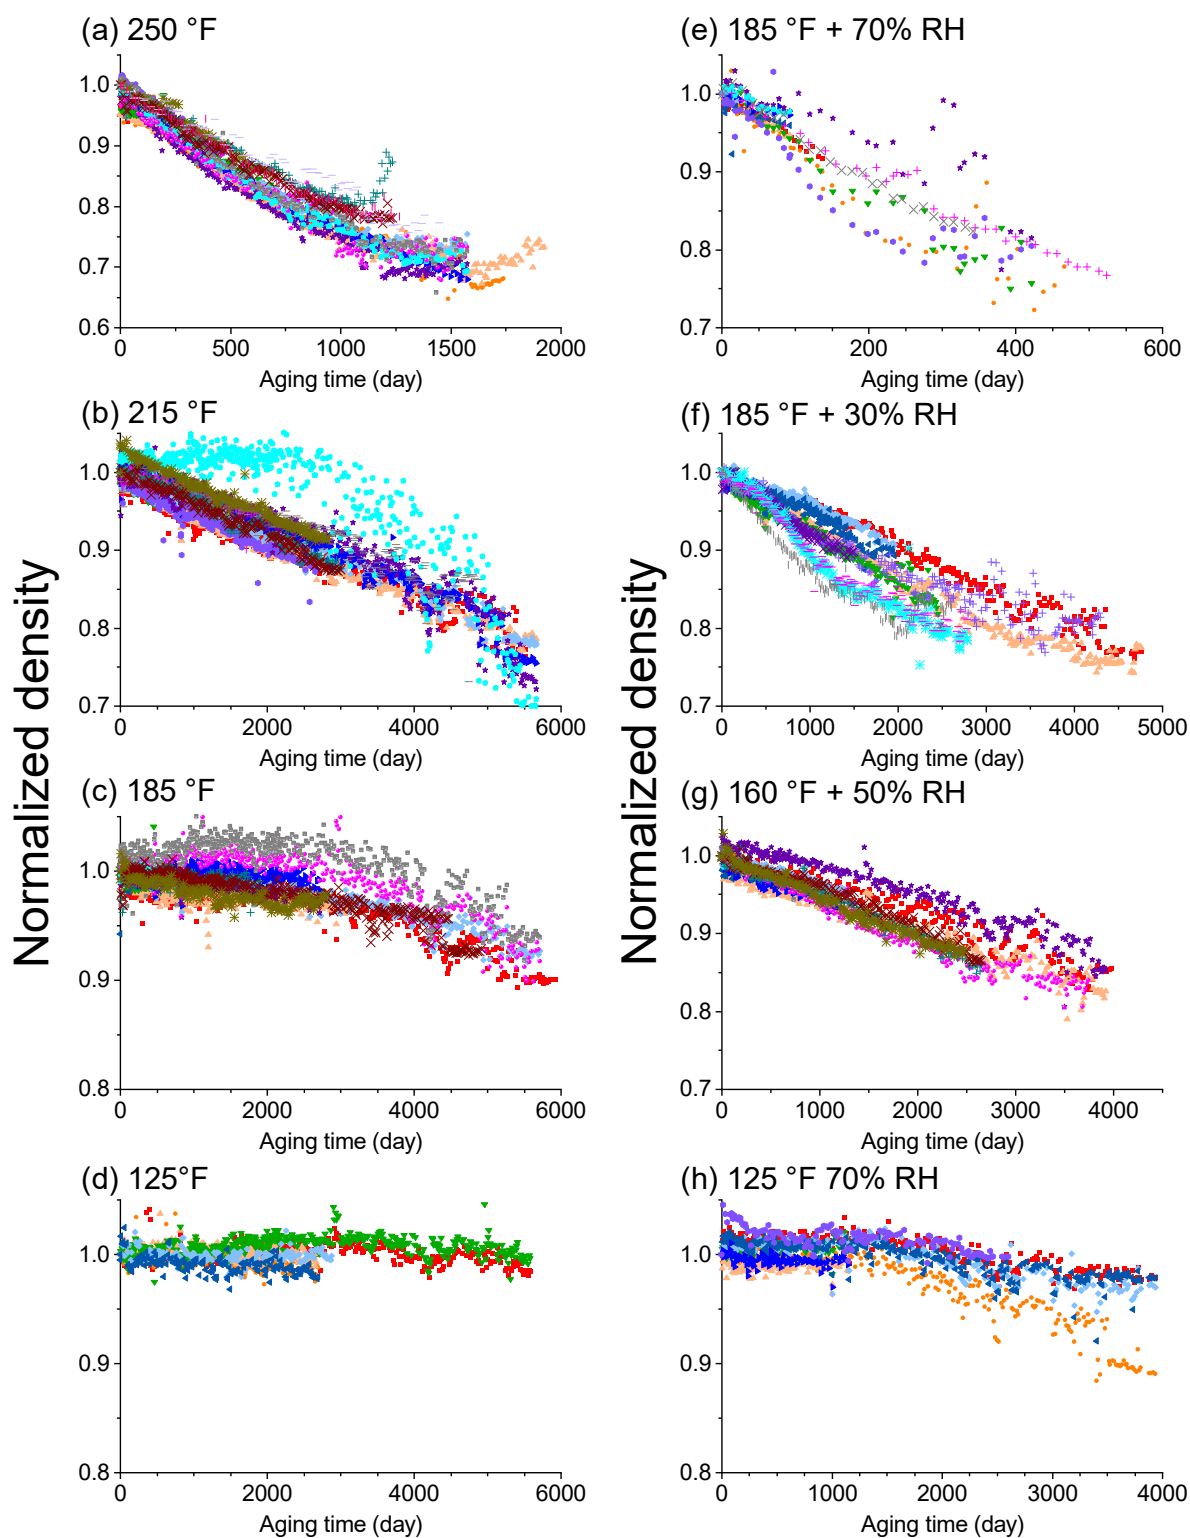 (a) 250 °F
1.0
0.9
0.8
0.7
0.6
0 500 1000 1500 2000
Aging time (day)
(b) 215 °F
1.0
0.9
0.8
0.7
0 2000 4000 6000
Aging time (day)
(c) 185 °F
1.0
0.9
0.8
0 2000 4000 6000
Aging time (day)
(d) 125°F
1.0
0.9
0.8
0 2000 4000 6000
Aging time (day)
Normalized density
(e) 185 °F + 70% RH
1.0
0.9
0.8
0.7
0 200 400 600
Aging time (day)
(f) 185 °F + 30% RH
1.0
0.9
0.8
0.7
0 1000 2000 3000 4000 5000
Aging time (day)
(g) 160 °F + 50% RH
1.0
0.9
0.8
0.7
0 1000 2000 3000 4000
Aging time (day)
(h) 125 °F 70% RH
1.0
0.9
0.8
0 1000 2000 3000 4000
Aging time (day)
Normalized density